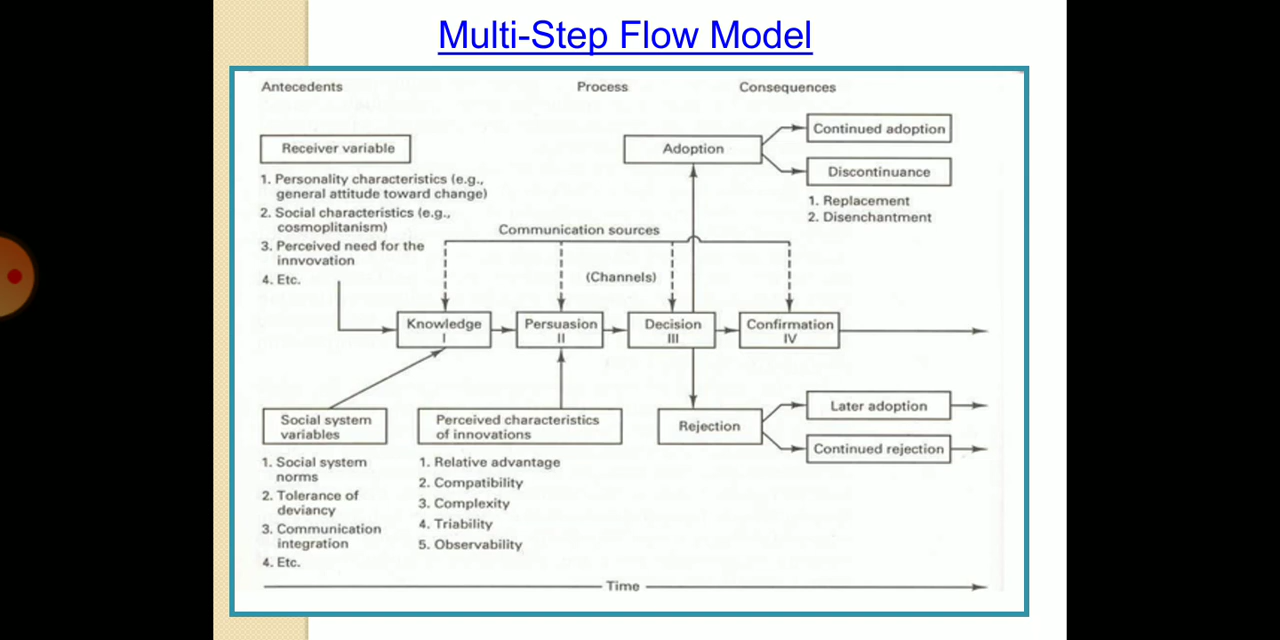 Multi-Step Flow Model
Antecedents
Process
Consequences
Receiver variable
1. Personality characteristics (e.g.,
general attitude toward change)
2. Social characteristics (e.g.,
cosmoplitanism)
3. Perceived need for the
innvovation
4. Etc.
Adoption
Continued adoption
Discontinuance
1. Replacement
2. Disenchantment
Communication sources
(Channels)
Knowledge
I
Persuasion
II
Decision
III
Confirmation
IV
Social system
variables
1. Social system
norms
2. Tolerance of
deviancy
3. Communication
integration
4. Etc.
Perceived characteristics
of innovations
1. Relative advantage
2. Compatibility
3. Complexity
4. Triability
5. Observability
Rejection
Later adoption
Continued rejection
Time